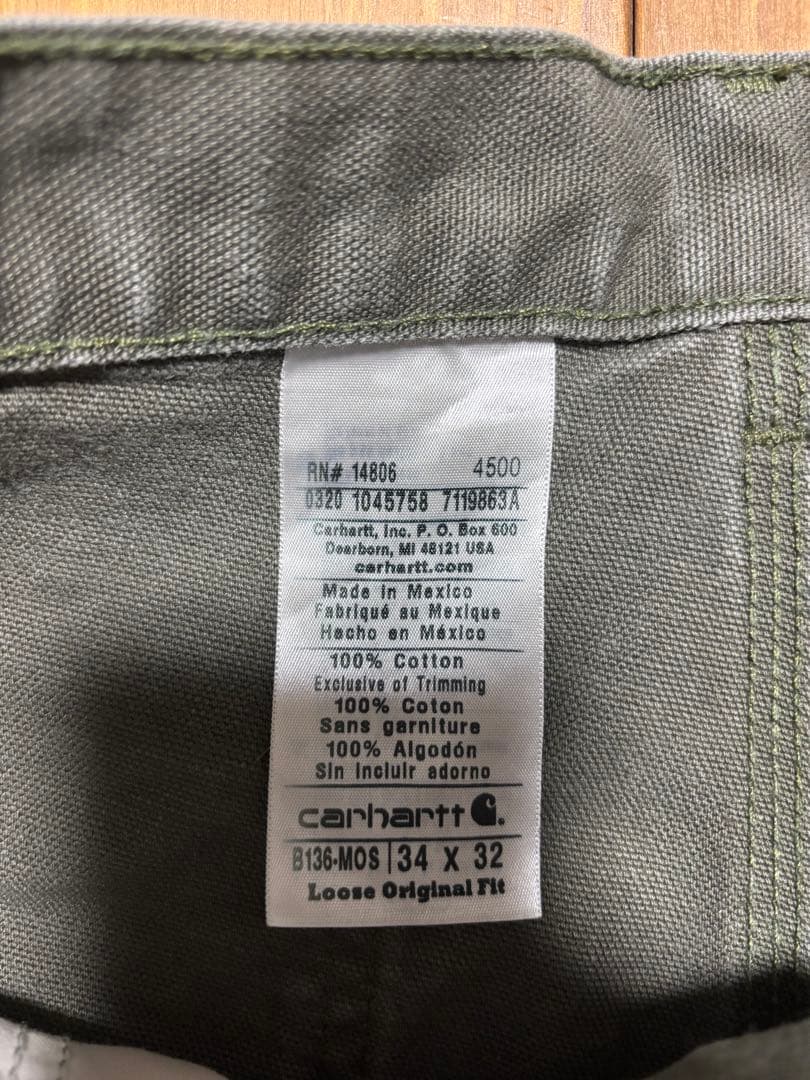 RN# 14806 4500
0320 1045758 7119863A
Carhartt, Inc. P. O. Box 600
Dearborn, MI 48121 USA
carhartt.com
Made in Mexico
Fabriqué au Mexique
Hecho en México
100% Cotton
Exclusive of Trimming
100% Coton
Sans garniture
100% Algodón
Sin Incluir adorno
carhartt
B136-MOS 34 X 32
Loose Original Fit